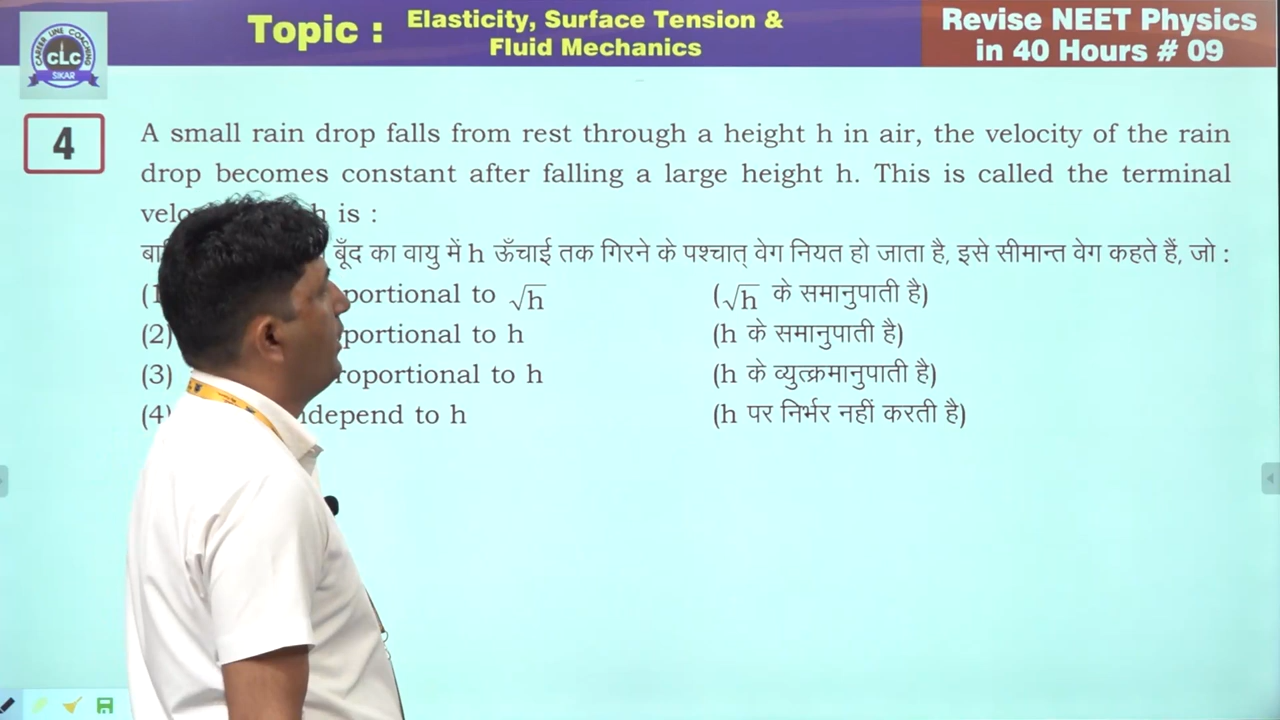 Topic : Elasticity, Surface Tension &
Fluid Mechanics
Revise NEET Physics
in 40 Hours # 09
CAREER LINE COACHING
CLC
SIKAR
4
A small rain drop falls from rest through a height h in air, the velocity of the rain
drop becomes constant after falling a large height h. This is called the terminal
is :
बूँद का वायु में h ऊँचाई तक गिरने के पश्चात् वेग नियत हो जाता है, इसे सीमान्त वेग कहते हैं, जो :
(1 portional to √h (√h के समानुपाती है)
(2) portional to h (h के समानुपाती है)
(3) roportional to h (h के व्युत्क्रमानुपाती है)
(4) depend to h (h पर निर्भर नहीं करती है)